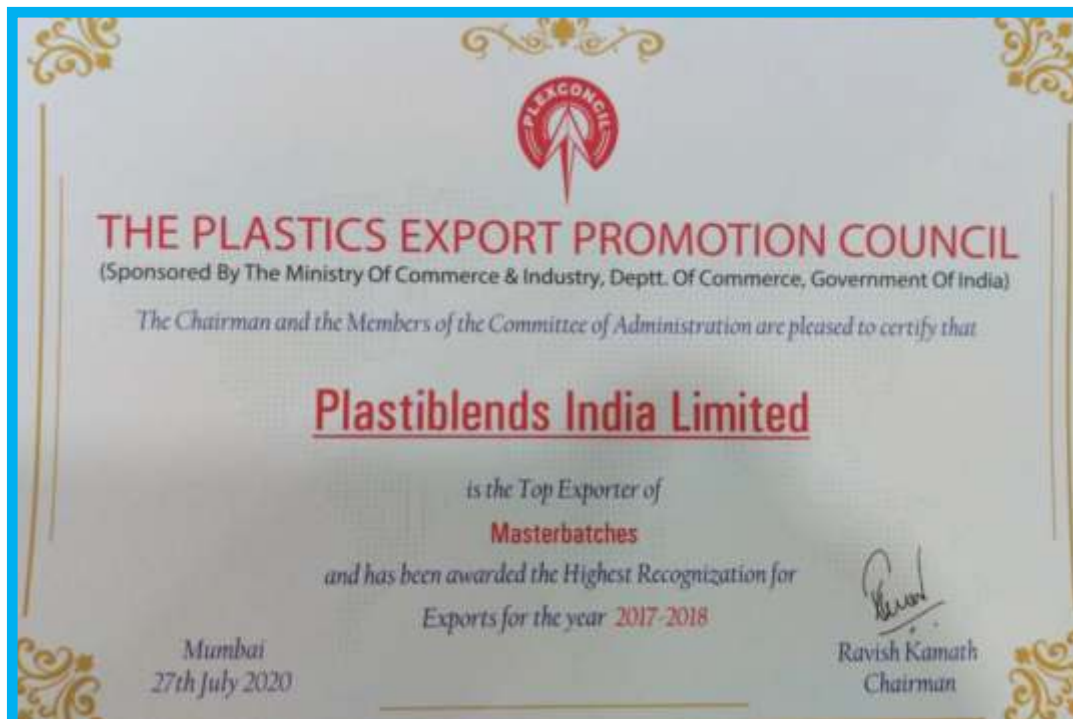 PLEXCONCIL
THE PLASTICS EXPORT PROMOTION COUNCIL
(Sponsored By The Ministry Of Commerce & Industry, Deptt. Of Commerce, Government Of India)
The Chairman and the Members of the Committee of Administration are pleased to certify that
Plastiblends India Limited
is the Top Exporter of
Masterbatches
and has been awarded the Highest Recognization for
Exports for the year 2017-2018
Mumbai
27th July 2020
Ravish Kamath
Chairman